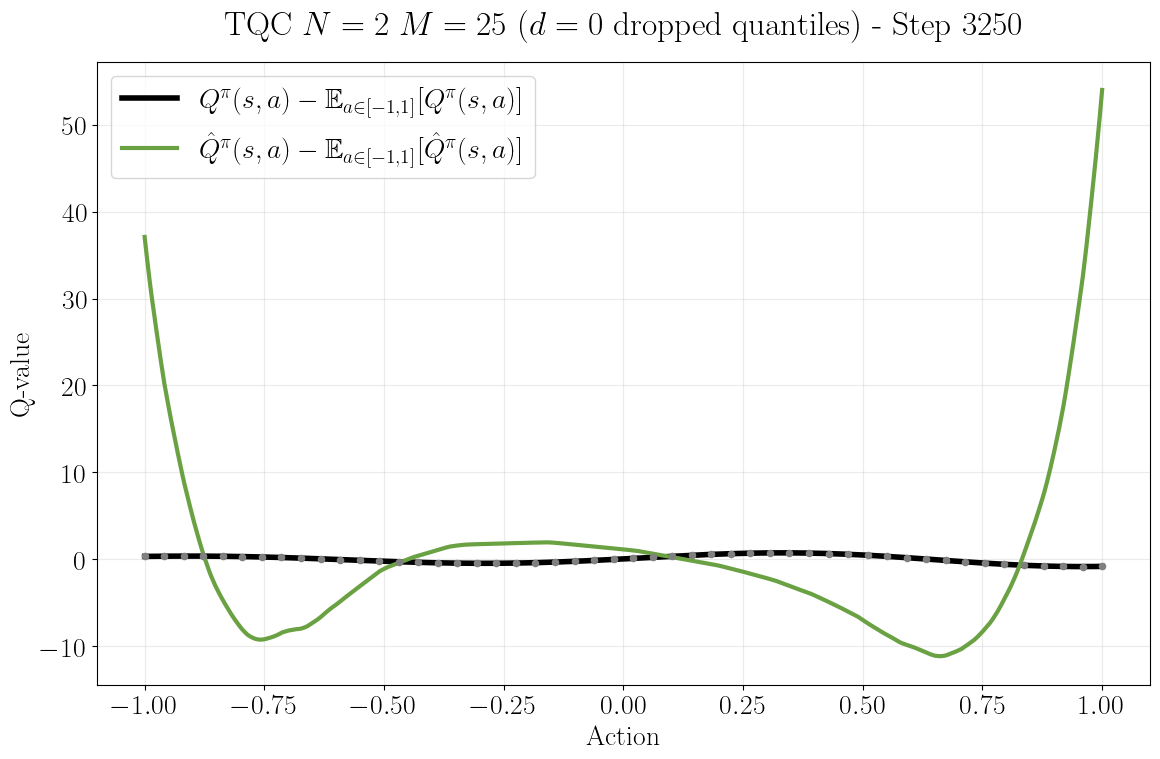 TQC N = 2 M = 25 (d = 0 dropped quantiles) - Step 3250
Q^π(s, a) − 𝔼_{a∈[−1,1]}[Q^π(s, a)]
Q̂^π(s, a) − 𝔼_{a∈[−1,1]}[Q̂^π(s, a)]
50
40
30
20
10
0
−10
Q-value
−1.00 −0.75 −0.50 −0.25 0.00 0.25 0.50 0.75 1.00
Action